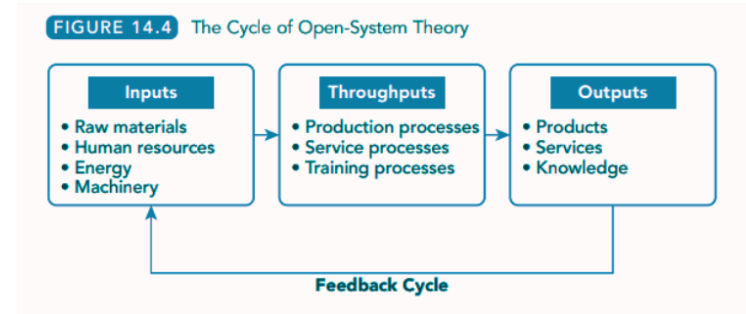 FIGURE 14.4 The Cycle of Open-System Theory
Inputs
• Raw materials
• Human resources
• Energy
• Machinery
Throughputs
• Production processes
• Service processes
• Training processes
Outputs
• Products
• Services
• Knowledge
Feedback Cycle